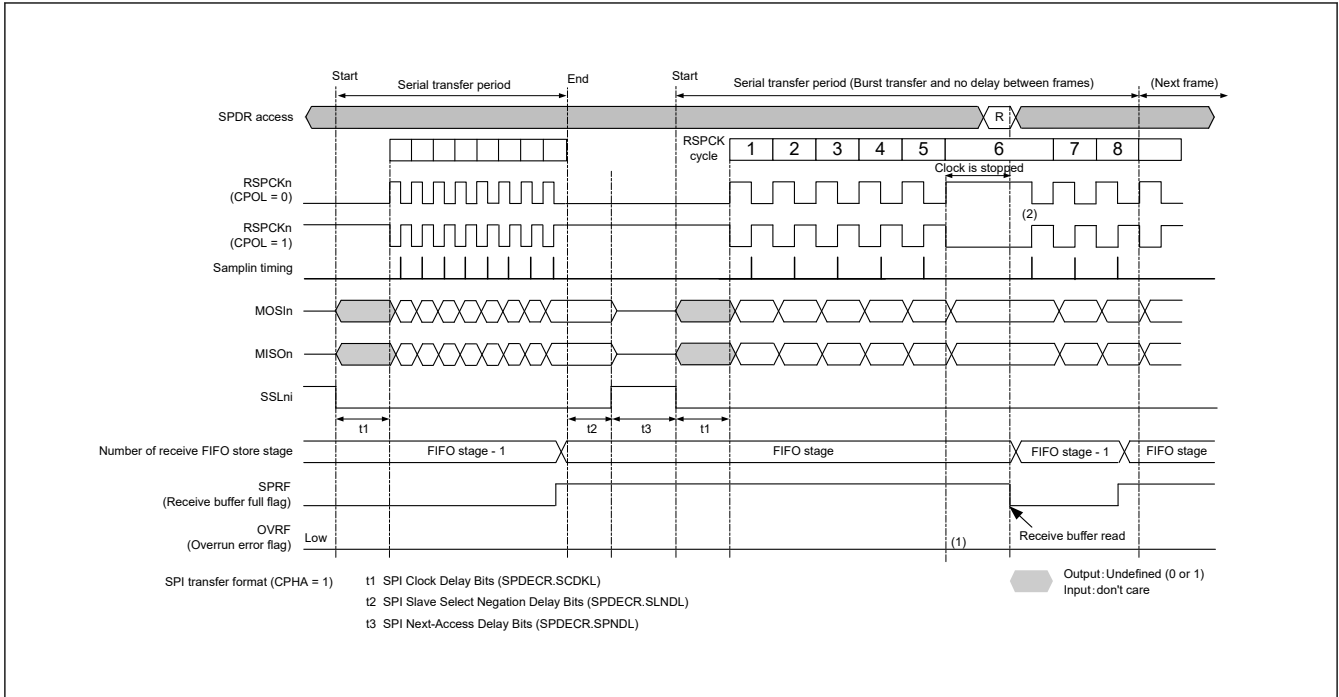 Start
Serial transfer period
End
Start
Serial transfer period (Burst transfer and no delay between frames)
(Next frame)
SPDR access
R
RSPCK
cycle
1 2 3 4 5 6 7 8
Clock is stopped
RSPCKn
(CPOL = 0)
(2)
RSPCKn
(CPOL = 1)
Samplin timing
MOSIn
MISOn
SSLni
t1 t2 t3 t1
Number of receive FIFO store stage
FIFO stage - 1
FIFO stage
FIFO stage - 1
FIFO stage
SPRF
(Receive buffer full flag)
Receive buffer read
OVRF
(Overrun error flag)
Low
(1)
SPI transfer format (CPHA = 1)
t1 SPI Clock Delay Bits (SPDECR.SCDKL)
t2 SPI Slave Select Negation Delay Bits (SPDECR.SLNDL)
t3 SPI Next-Access Delay Bits (SPDECR.SPNDL)
Output:Undefined (0 or 1)
Input:don't care